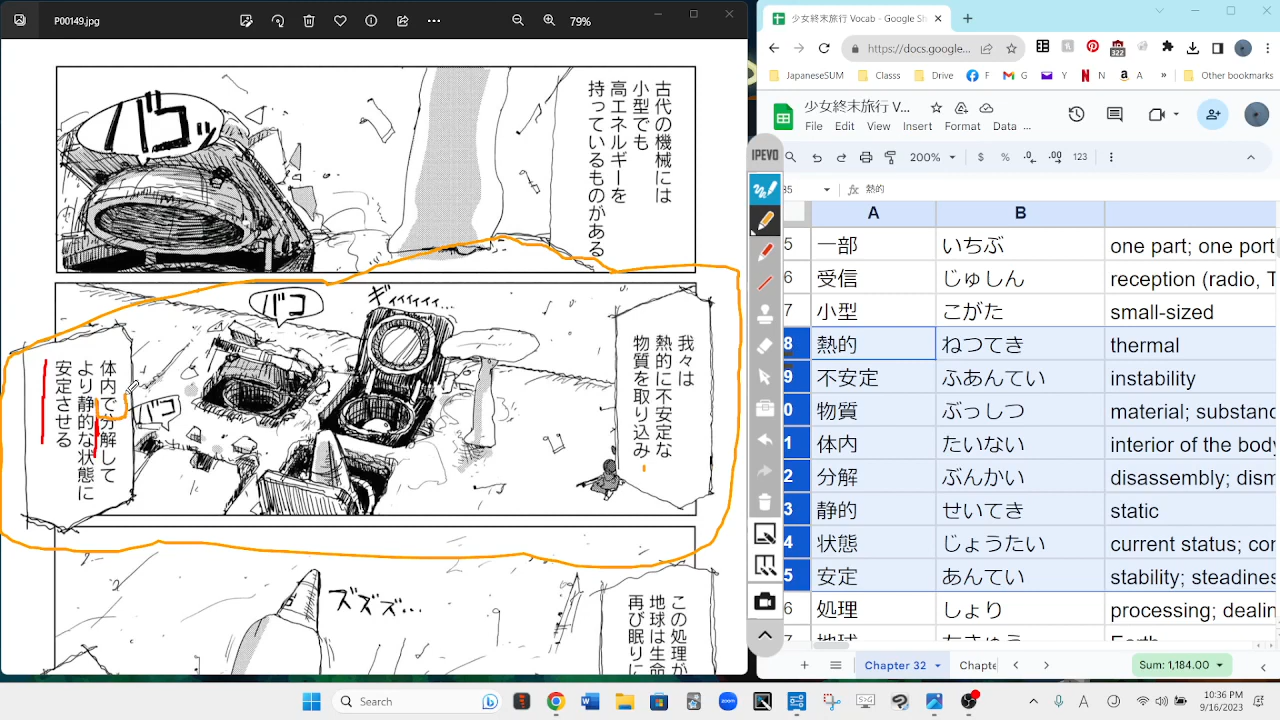 P00149.jpg
79%
古代の機械には
小型でも
高エネルギーを
持っているものがある
バコッ
我々は
熱的に不安定な
物質を取り込み
ギィィィィィ…
バコ
バコ
体内で分解して
より静的な状態に
安定させる
この処理が
地球は生命
再び眠りに
ズズズ…
少女終末旅行 Vocab - Google Sh
https://docs.google...
JapaneseSUM
Class
Drive
F
G
Y
N
A
Other bookmarks
少女終末旅行 V...
File Edit View Insert Format Data
IPEVO
200%
$ % .0 .00 123
熱的
A B
5 一部 いちぶ one part; one port
6 受信 じゅしん reception (radio, T
7 小型 こがた small-sized
8 熱的 ねつてき thermal
9 不安定 ふあんてい instability
0 物質 ぶっしつ material; substanc
1 体内 たいない interior of the body
2 分解 ぶんかい disassembly; dism
3 静的 せいてき static
4 状態 じょうたい current status; con
5 安定 あんてい stability; steadines
6 処理 しょり processing; dealin
Chapter 32
Chapte
Sum: 1,184.00
Search
10:36 PM